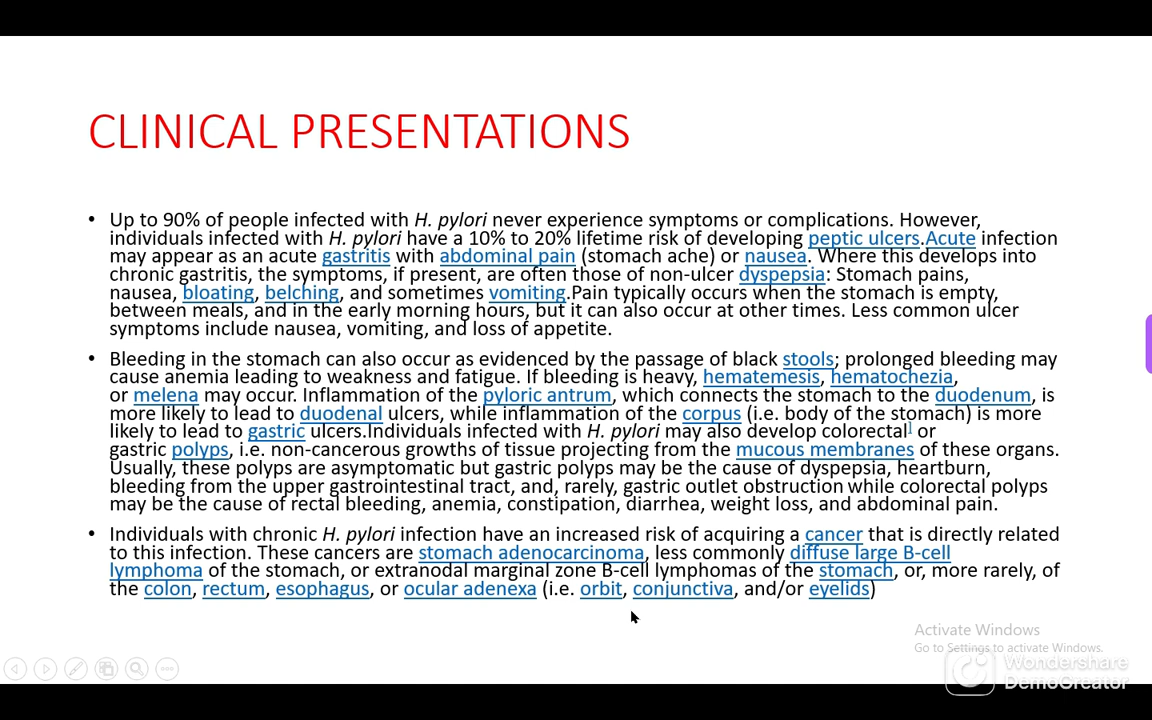 CLINICAL PRESENTATIONS
• Up to 90% of people infected with H. pylori never experience symptoms or complications. However,
individuals infected with H. pylori have a 10% to 20% lifetime risk of developing peptic ulcers.Acute infection
may appear as an acute gastritis with abdominal pain (stomach ache) or nausea. Where this develops into
chronic gastritis, the symptoms, if present, are often those of non-ulcer dyspepsia: Stomach pains,
nausea, bloating, belching, and sometimes vomiting.Pain typically occurs when the stomach is empty,
between meals, and in the early morning hours, but it can also occur at other times. Less common ulcer
symptoms include nausea, vomiting, and loss of appetite.
• Bleeding in the stomach can also occur as evidenced by the passage of black stools; prolonged bleeding may
cause anemia leading to weakness and fatigue. If bleeding is heavy, hematemesis, hematochezia,
or melena may occur. Inflammation of the pyloric antrum, which connects the stomach to the duodenum, is
more likely to lead to duodenal ulcers, while inflammation of the corpus (i.e. body of the stomach) is more
likely to lead to gastric ulcers.Individuals infected with H. pylori may also develop colorectal] or
gastric polyps, i.e. non-cancerous growths of tissue projecting from the mucous membranes of these organs.
Usually, these polyps are asymptomatic but gastric polyps may be the cause of dyspepsia, heartburn,
bleeding from the upper gastrointestinal tract, and, rarely, gastric outlet obstruction while colorectal polyps
may be the cause of rectal bleeding, anemia, constipation, diarrhea, weight loss, and abdominal pain.
• Individuals with chronic H. pylori infection have an increased risk of acquiring a cancer that is directly related
to this infection. These cancers are stomach adenocarcinoma, less commonly diffuse large B-cell
lymphoma of the stomach, or extranodal marginal zone B-cell lymphomas of the stomach, or, more rarely, of
the colon, rectum, esophagus, or ocular adenexa (i.e. orbit, conjunctiva, and/or eyelids)
Activate Windows
Go to Settings to activate Windows.
Wondershare
DemoCreator